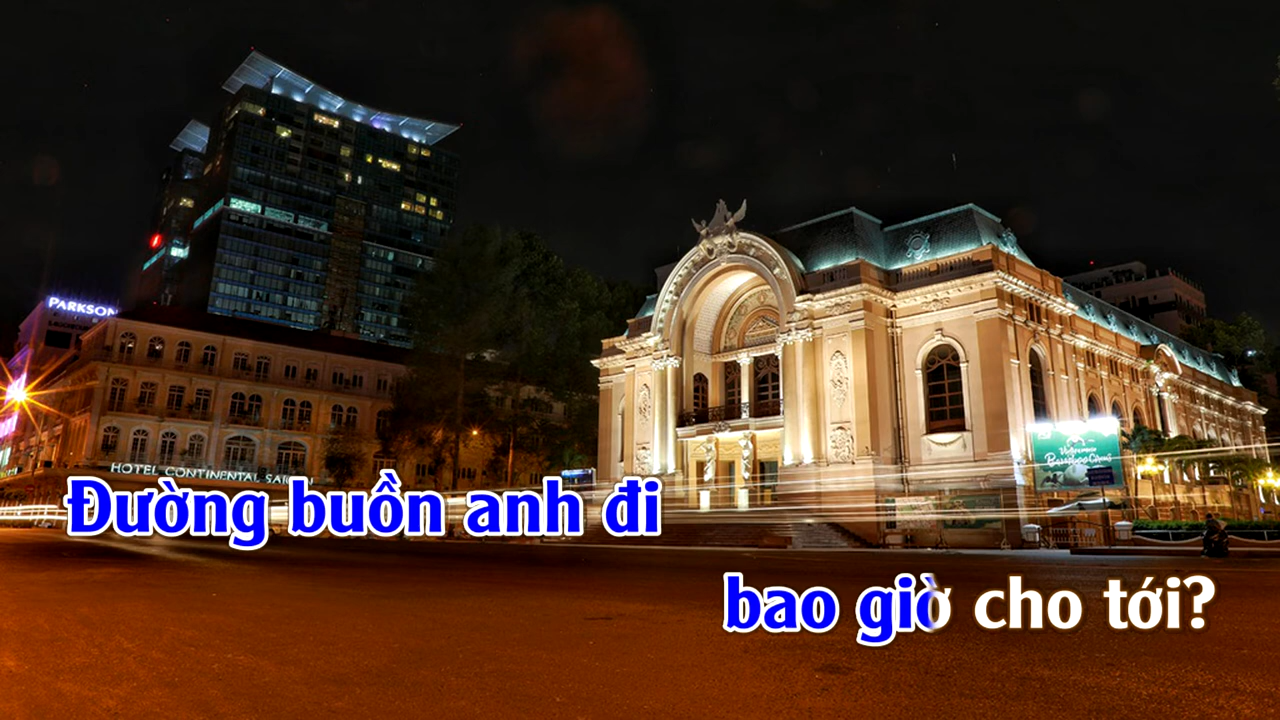 PARKSON
HOTEL CONTINENTAL SAIGON
Đường buồn anh đi
bao giờ cho tới?